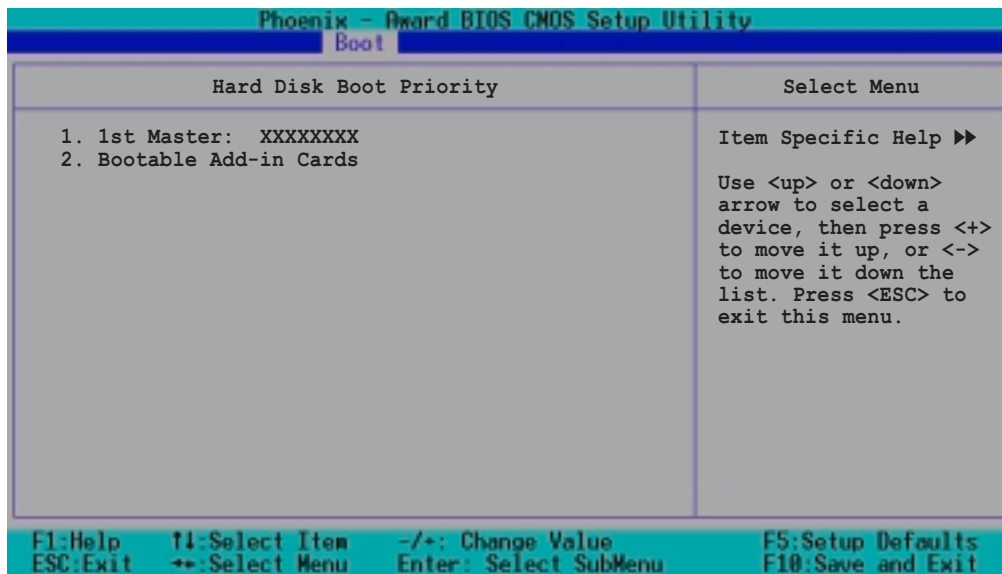 Phoenix - Award BIOS CMOS Setup Utility
Boot
Hard Disk Boot Priority
Select Menu
1. 1st Master: XXXXXXXX
2. Bootable Add-in Cards
Item Specific Help ▶▶
Use <up> or <down>
arrow to select a
device, then press <+>
to move it up, or <->
to move it down the
list. Press <ESC> to
exit this menu.
F1:Help ↑↓:Select Item -/+: Change Value F5:Setup Defaults
ESC:Exit ←→:Select Menu Enter: Select SubMenu F10:Save and Exit